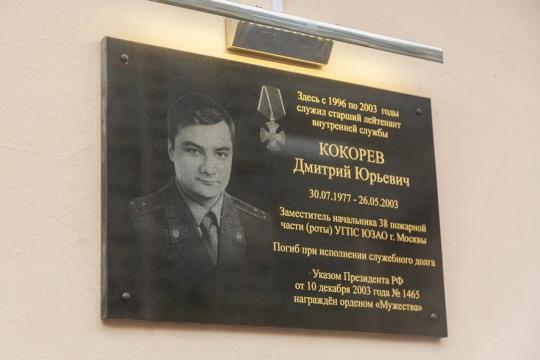 Здесь с 1996 по 2003 годы
служил старший лейтенант
внутренней службы
КОКОРЕВ
Дмитрий Юрьевич
30.07.1977 - 26.05.2003
Заместитель начальника 38 пожарной
части (роты) УГПС ЮЗАО г. Москвы
Погиб при исполнении служебного долга
Указом Президента РФ
от 10 декабря 2003 года № 1465
награждён орденом «Мужества»